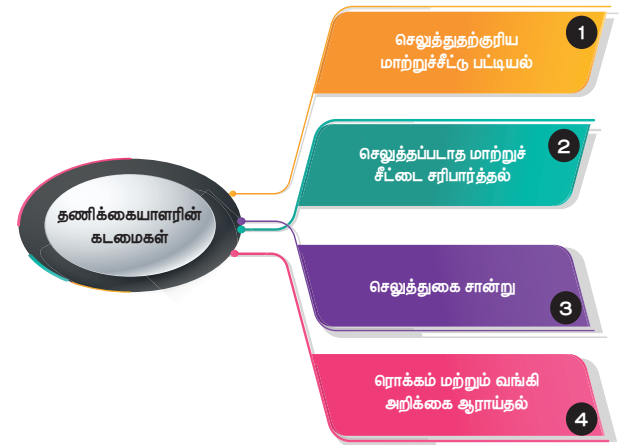 தணிக்கையாளரின்
கடமைகள்
செலுத்துதற்குரிய
மாற்றுச்சீட்டு பட்டியல்
1
செலுத்தப்படாத மாற்றுச்
சீட்டை சரிபார்த்தல்
2
செலுத்துகை சான்று
3
ரொக்கம் மற்றும் வங்கி
அறிக்கை ஆராய்தல்
4